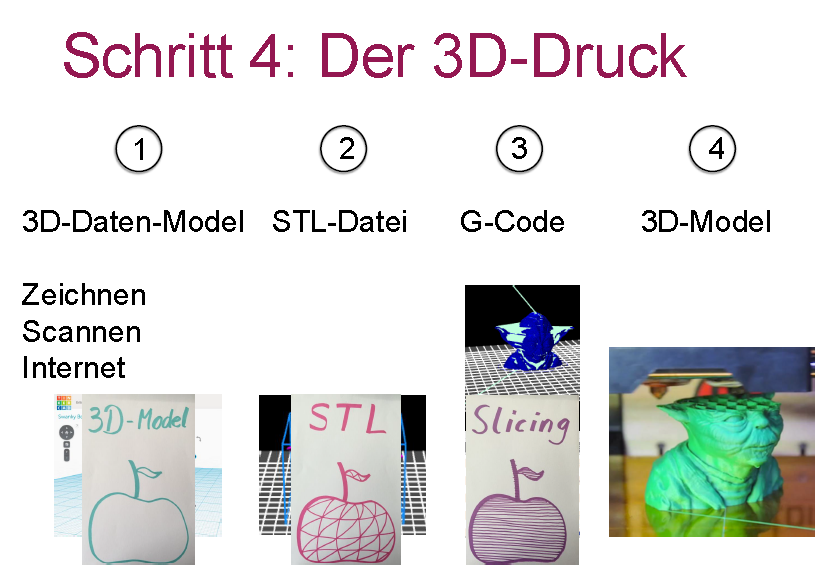 Schritt 4: Der 3D-Druck
1 2 3 4
3D-Daten-Model STL-Datei G-Code 3D-Model
Zeichnen
Scannen
Internet
3D-Model STL Slicing